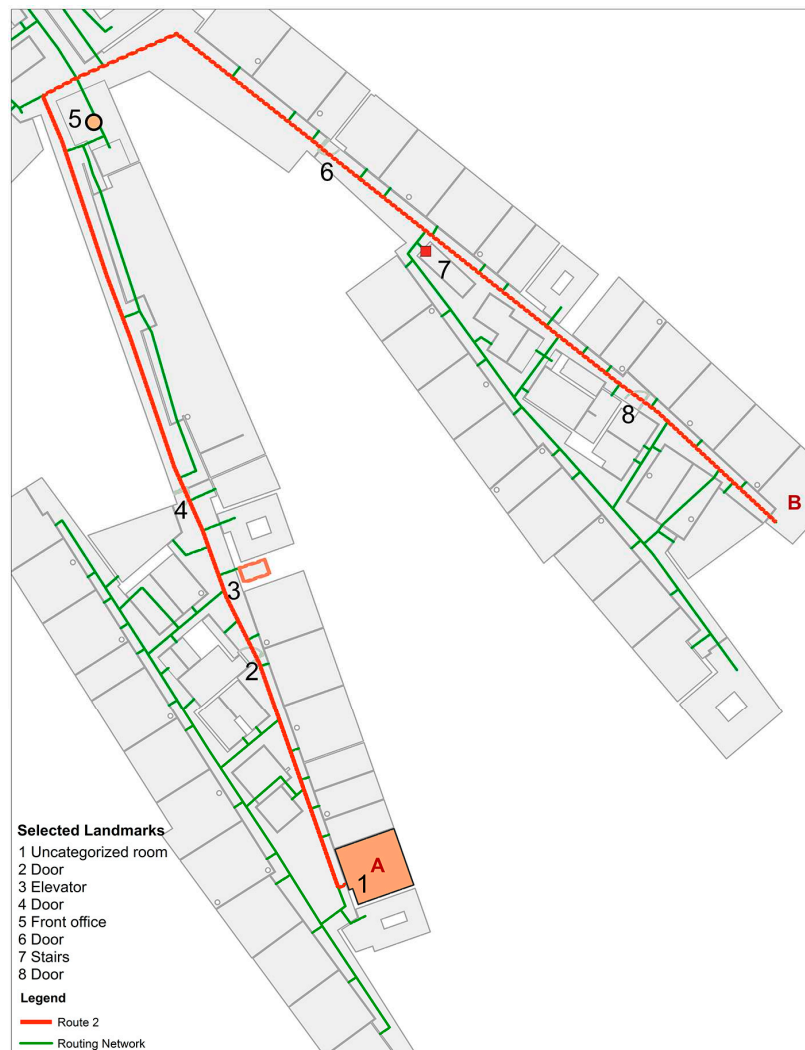 5
6
7
8
B
4
3
2
A
1
Selected Landmarks
1 Uncategorized room
2 Door
3 Elevator
4 Door
5 Front office
6 Door
7 Stairs
8 Door
Legend
Route 2
Routing Network